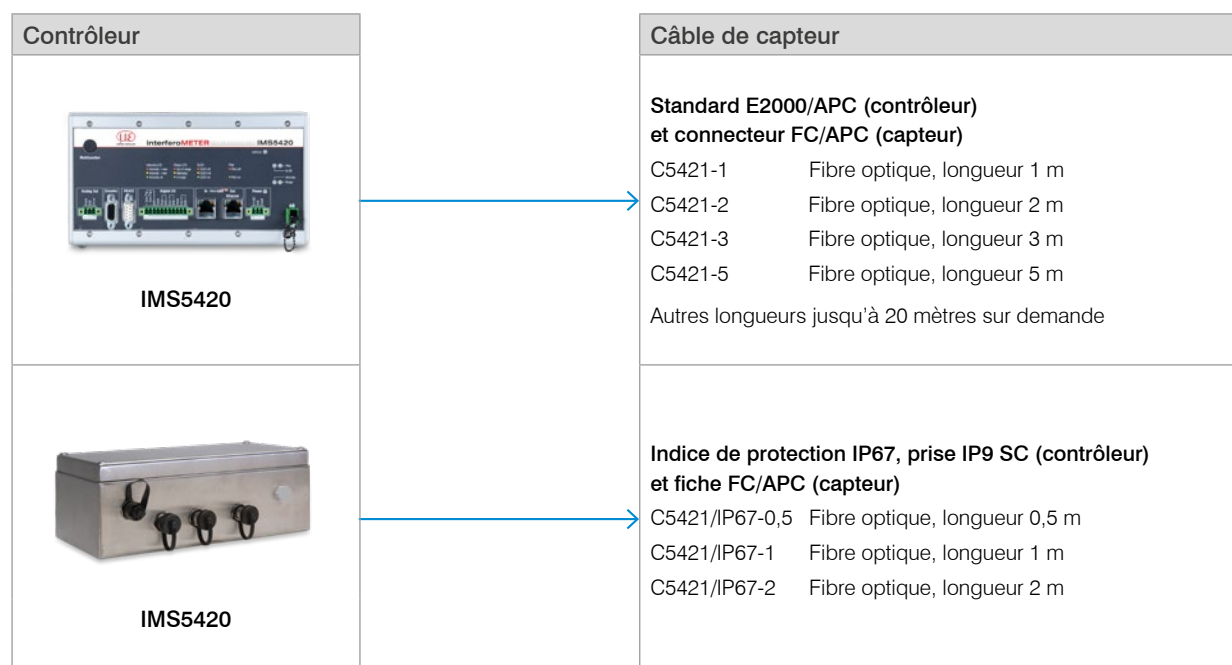 Contrôleur
Câble de capteur
interferoMETER IMS5420
IMS5420
Standard E2000/APC (contrôleur)
et connecteur FC/APC (capteur)
C5421-1 Fibre optique, longueur 1 m
C5421-2 Fibre optique, longueur 2 m
C5421-3 Fibre optique, longueur 3 m
C5421-5 Fibre optique, longueur 5 m
Autres longueurs jusqu'à 20 mètres sur demande
IMS5420
Indice de protection IP67, prise IP9 SC (contrôleur)
et fiche FC/APC (capteur)
C5421/IP67-0,5 Fibre optique, longueur 0,5 m
C5421/IP67-1 Fibre optique, longueur 1 m
C5421/IP67-2 Fibre optique, longueur 2 m